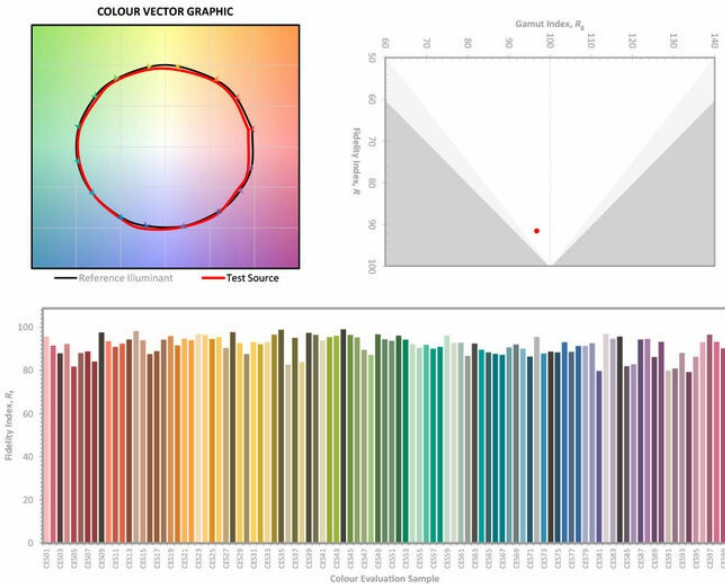 COLOUR VECTOR GRAPHIC
Reference Illuminant
Test Source
Gamut Index, Rg
60 70 80 90 100 110 120 130 140
Fidelity Index, R
50
60
70
80
90
100
Fidelity Index, Rf
100
80
60
40
20
0
CES01 CES03 CES05 CES07 CES09 CES11 CES13 CES15 CES17 CES19 CES21 CES23 CES25 CES27 CES29 CES31 CES33 CES35 CES37 CES39 CES41 CES43 CES45 CES47 CES49 CES51 CES53 CES55 CES57 CES59 CES61 CES63 CES65 CES67 CES69 CES71 CES73 CES75 CES77 CES79 CES81 CES83 CES85 CES87 CES89 CES91 CES93 CES95 CES97
Colour Evaluation Sample